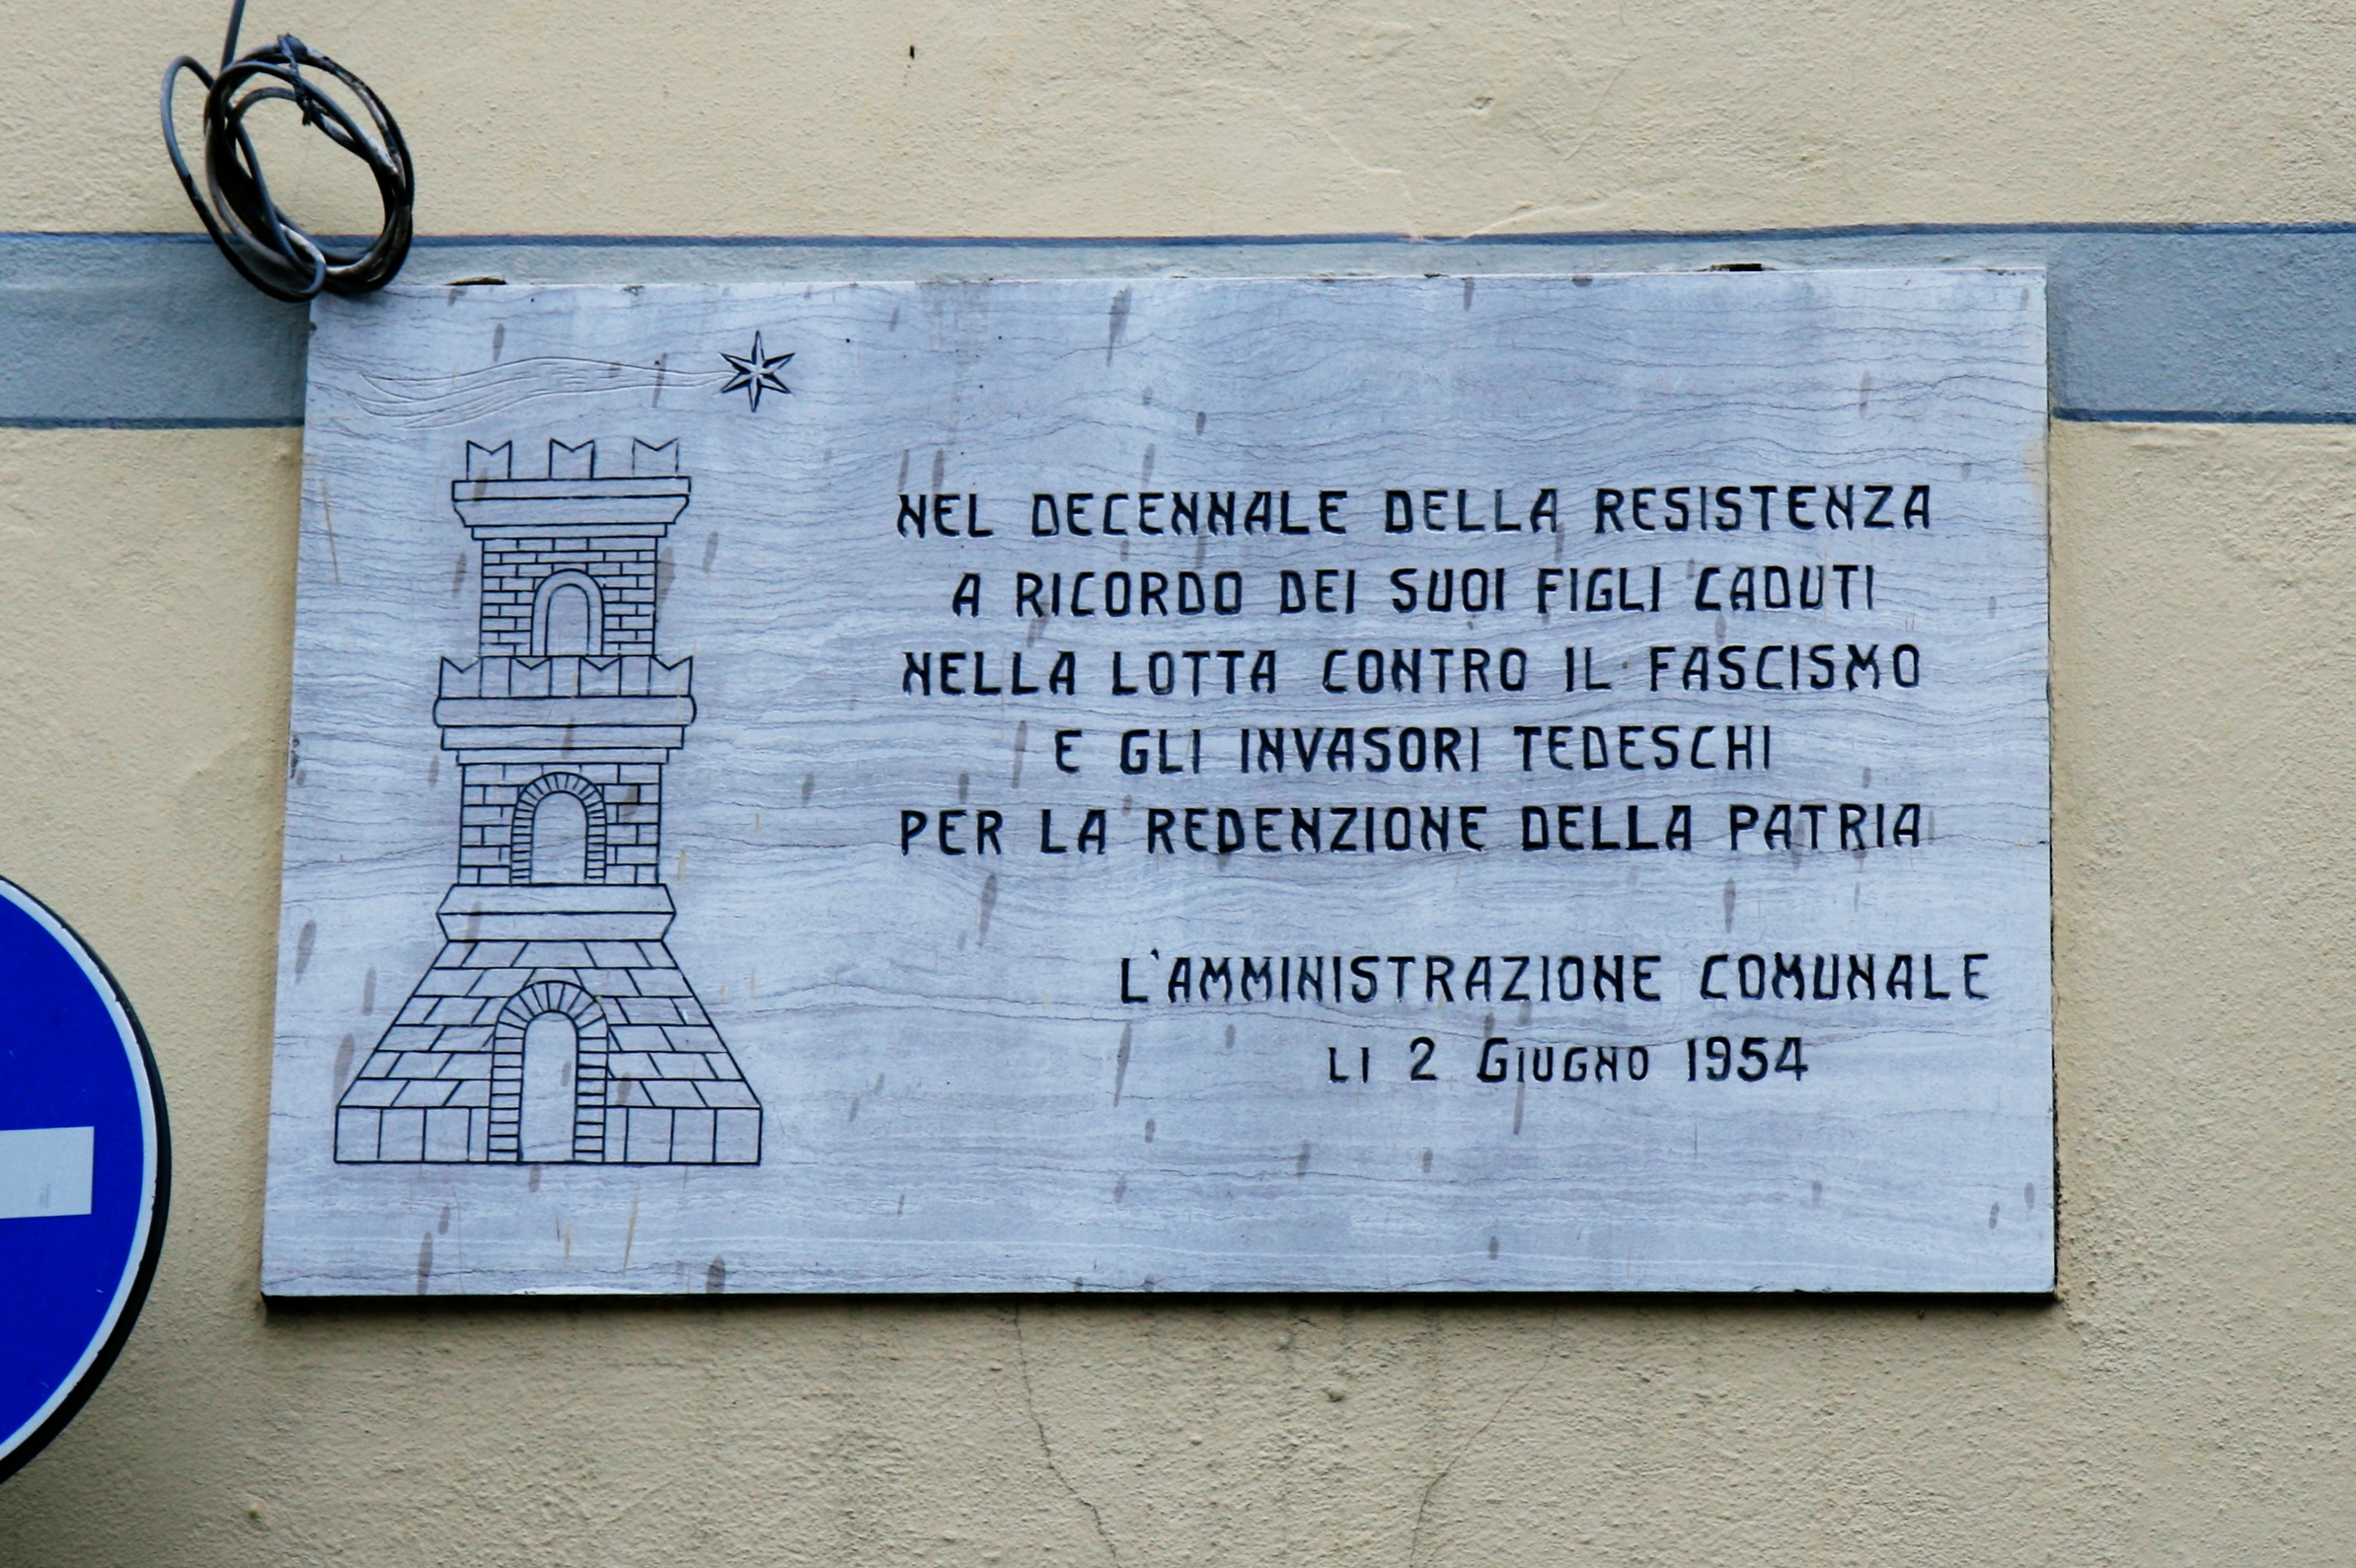 NEL DECENNALE DELLA RESISTENZA
A RICORDO DEI SUOI FIGLI CADUTI
NELLA LOTTA CONTRO IL FASCISMO
E GLI INVASORI TEDESCHI
PER LA REDENZIONE DELLA PATRIA
L'AMMINISTRAZIONE COMUNALE
LI 2 GIUGNO 1954